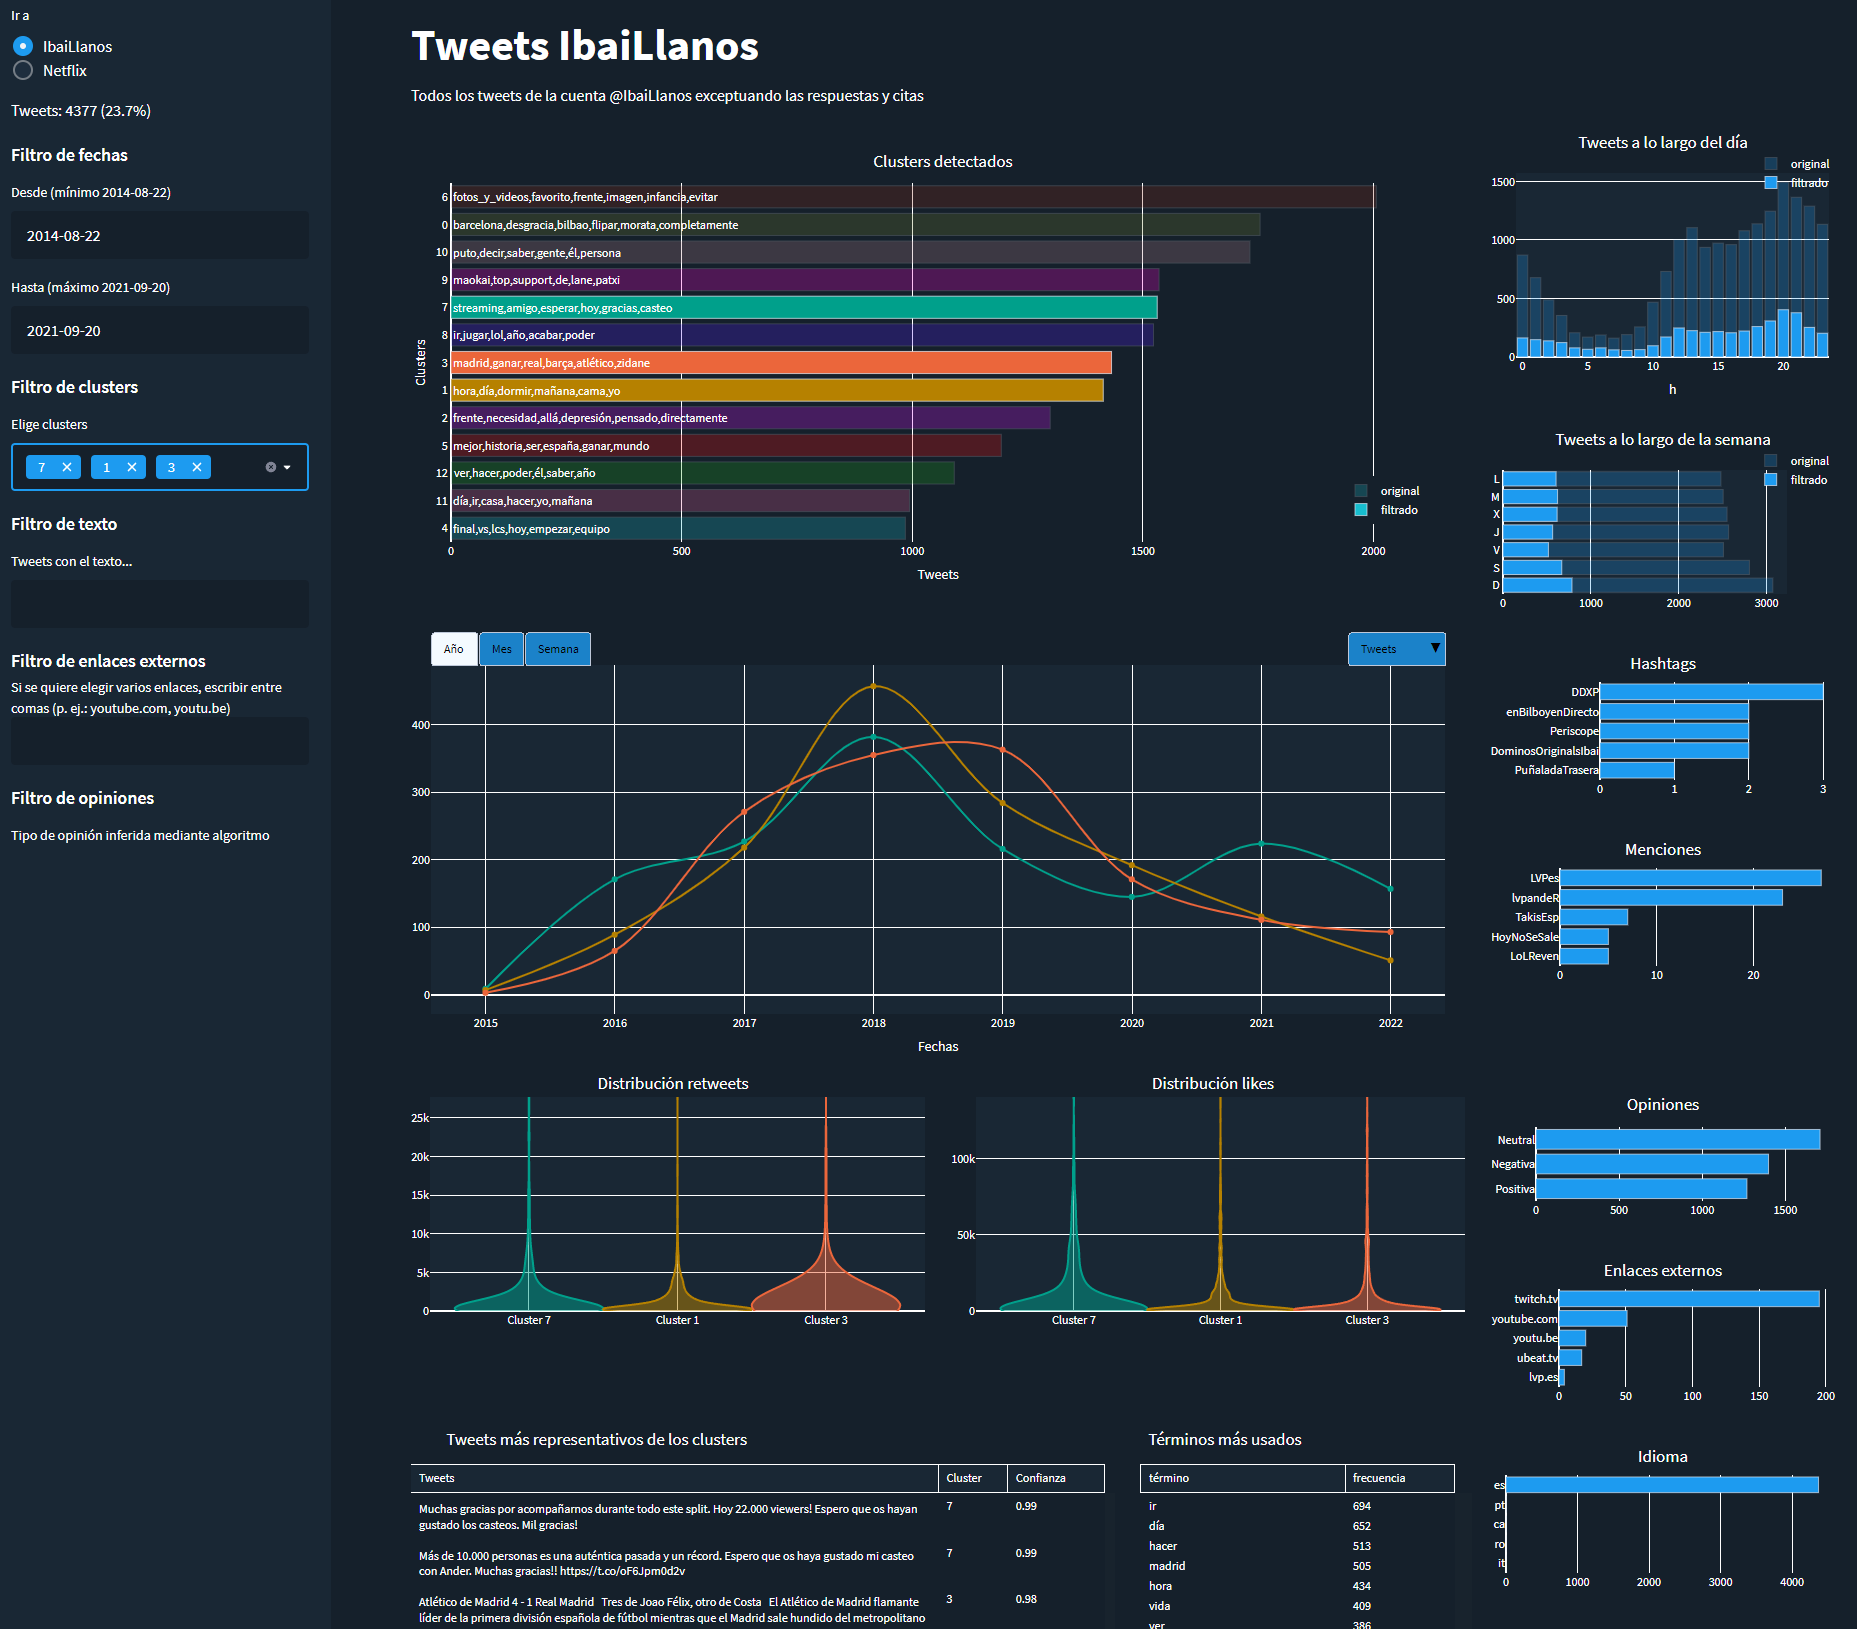 Ir a
IbaiLlanos
Netflix
Tweets: 4377 (23.7%)
Filtro de fechas
Desde (mínimo 2014-08-22)
2014-08-22
Hasta (máximo 2021-09-20)
2021-09-20
Filtro de clusters
Elige clusters
7 × 1 × 3 ×
Filtro de texto
Tweets con el texto...
Filtro de enlaces externos
Si se quiere elegir varios enlaces, escribir entre
comas (p. ej.: youtube.com, youtu.be)
Filtro de opiniones
Tipo de opinión inferida mediante algoritmo
Tweets IbaiLlanos
Todos los tweets de la cuenta @IbaiLlanos exceptuando las respuestas y citas
Clusters detectados
Clusters
6 fotos_y_videos,favorito,frente,imagen,infancia,evitar
0 barcelona,desgracia,bilbao,flipar,morata,completamente
10 puto,decir,saber,gente,él,persona
9 maokai,top,support,de_lane,patxi
7 streaming,amigo,esperar,hoy,gracias,casteo
8 ir,jugar,lol,año,acabar,poder
3 madrid,ganar,real,barça,atlético,zidane
1 hora,día,dormir,mañana,cama,yo
2 frente,necesidad,allá,depresión,pensado,directamente
5 mejor,historia,ser,españa,ganar,mundo
12 ver,hacer,poder,él,saber,año
11 día,ir,casa,hacer,yo,mañana
4 final,vs,lcs,hoy,empezar,equipo
original
filtrado
0 500 1000 1500 2000
Tweets
Año Mes Semana
Tweets ▼
400
300
200
100
0
2015 2016 2017 2018 2019 2020 2021 2022
Fechas
Distribución retweets
25k
20k
15k
10k
5k
0
Cluster 7 Cluster 1 Cluster 3
Distribución likes
100k
50k
0
Cluster 7 Cluster 1 Cluster 3
Tweets más representativos de los clusters
Tweets Cluster Confianza
Muchas gracias por acompañarnos durante todo este split. Hoy 22.000 viewers! Espero que os hayan 7 0.99
gustado los casteos. Mil gracias!
Más de 10.000 personas es una auténtica pasada y un récord. Espero que os haya gustado mi casteo 7 0.99
con Ander. Muchas gracias!! https://t.co/oF6Jpm0d2v
Atlético de Madrid 4 - 1 Real Madrid Tres de Joao Félix, otro de Costa El Atlético de Madrid flamante 3 0.98
líder de la primera división española de fútbol mientras que el Madrid sale hundido del metropolitano
Términos más usados
término frecuencia
ir 694
día 652
hacer 513
madrid 505
hora 434
vida 409
ver 386
Tweets a lo largo del día
original
filtrado
1500
1000
500
0
0 5 10 15 20
h
Tweets a lo largo de la semana
original
filtrado
L
M
X
J
V
S
D
0 1000 2000 3000
Hashtags
DDXP
enBilboyenDirecto
Periscope
DominosOriginalsIbai
PuñaladaTrasera
0 1 2 3
Menciones
LVPes
lvpandeR
TakisEsp
HoyNoSeSale
LoLReven
0 10 20
Opiniones
Neutral
Negativa
Positiva
0 500 1000 1500
Enlaces externos
twitch.tv
youtube.com
youtu.be
ubeat.tv
lvp.es
0 50 100 150 200
Idioma
es
pt
ca
ro
it
0 1000 2000 3000 4000